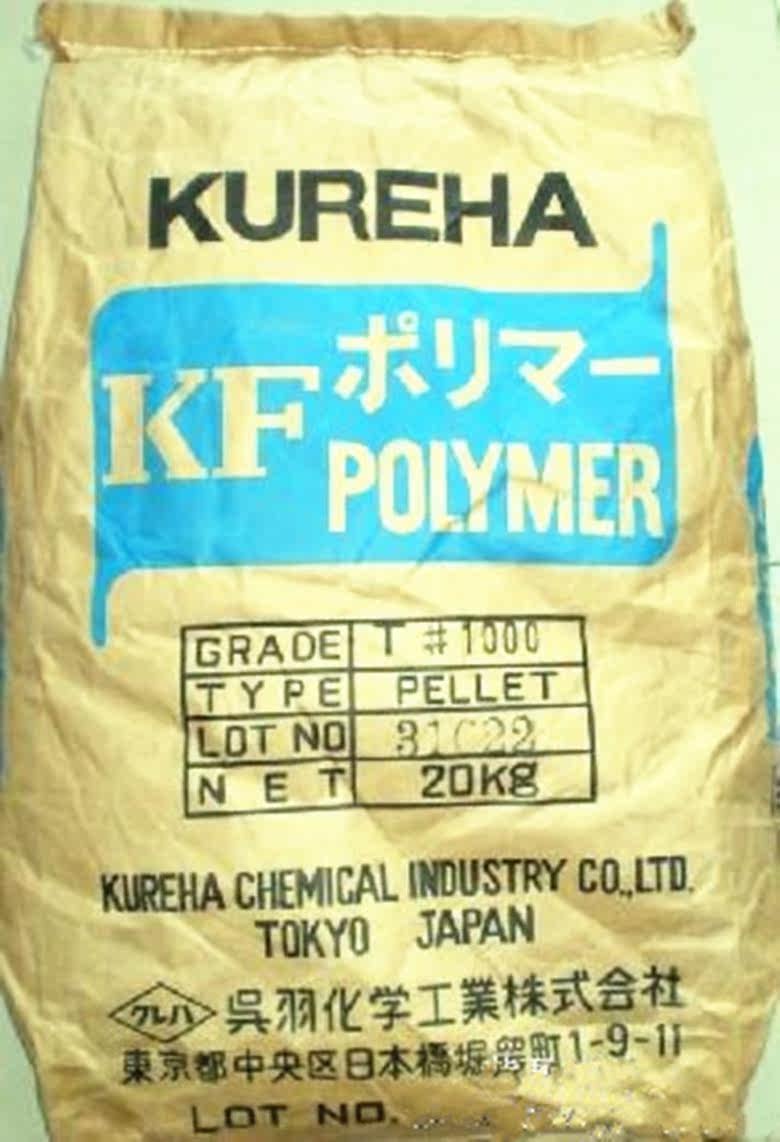 KUREHA
KF ポリマー
POLYMER
GRADE T #1000
TYPE PELLET
LOT NO 31C22
NET 20Kg
KUREHA CHEMICAL INDUSTRY CO.,LTD.
TOKYO JAPAN
クレハ 呉羽化学工業株式会社
東京都中央区日本橋堀留町1-9-11
LOT NO.